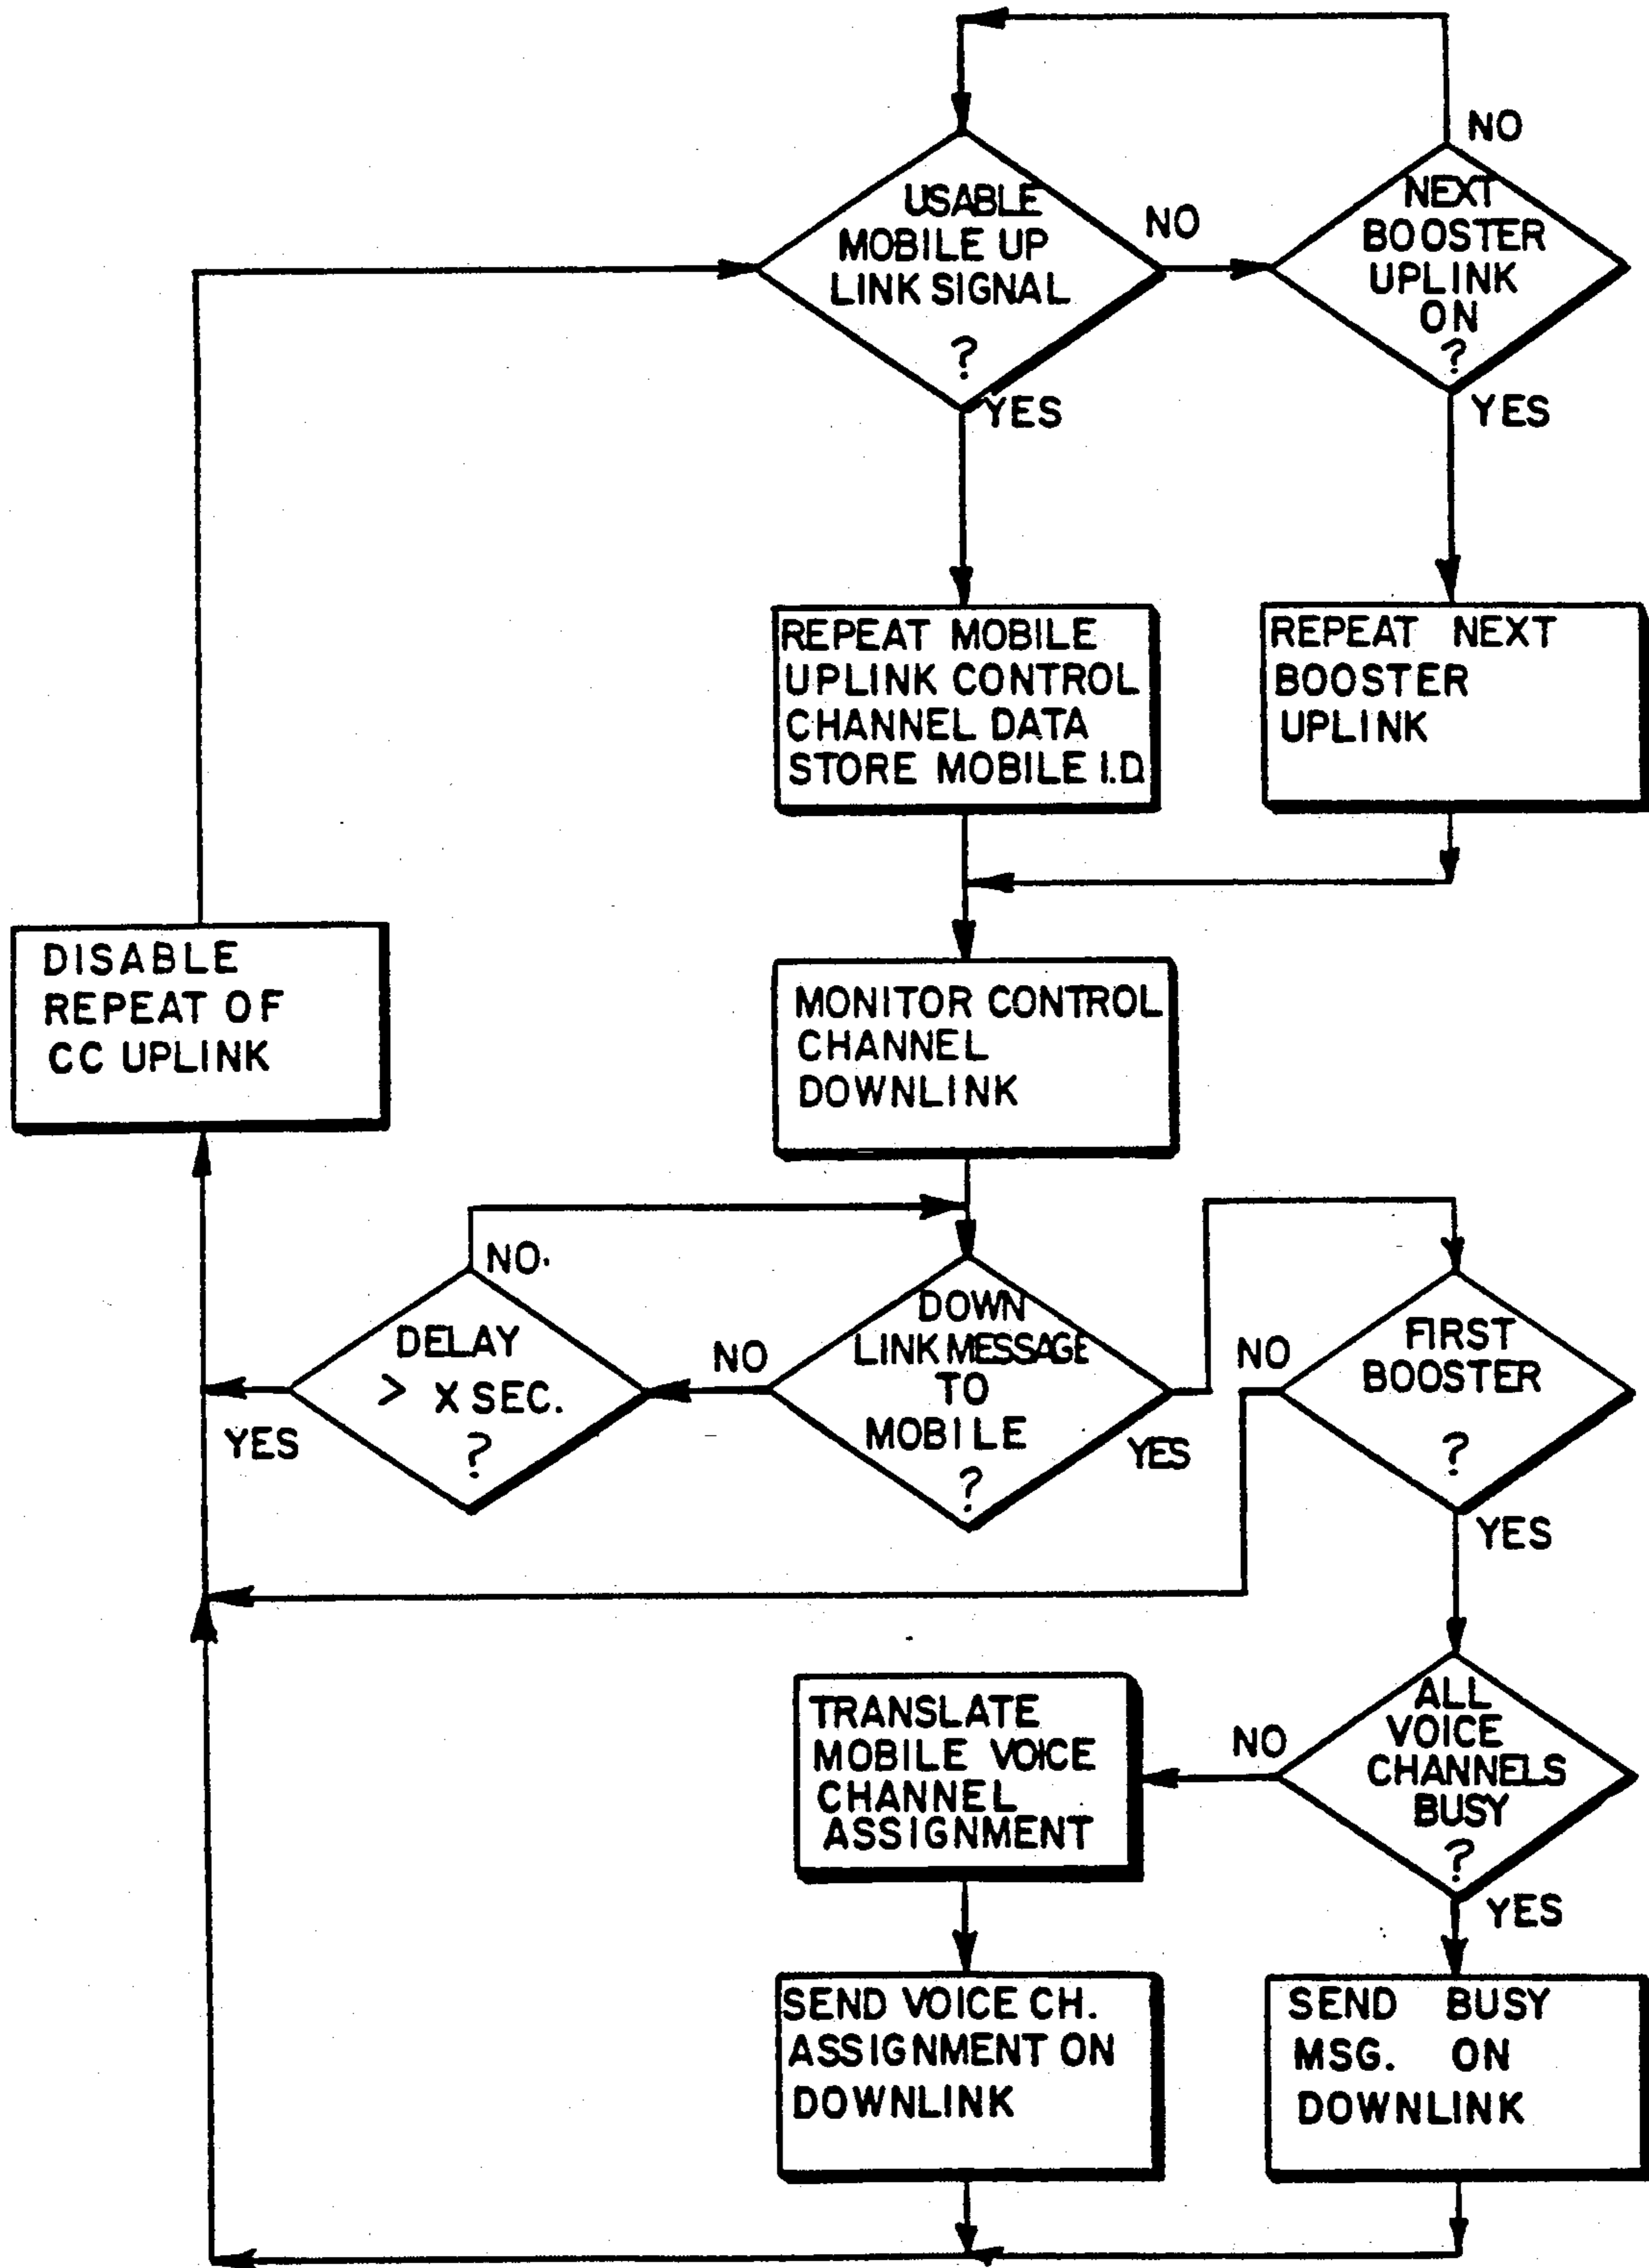 NO
USABLE
MOBILE UP
LINK SIGNAL
?
NO
NEXT
BOOSTER
UPLINK
ON
?
YES
YES
REPEAT MOBILE
UPLINK CONTROL
CHANNEL DATA
STORE MOBILE I.D.
REPEAT NEXT
BOOSTER
UPLINK
DISABLE
REPEAT OF
CC UPLINK
MONITOR CONTROL
CHANNEL
DOWNLINK
NO.
DELAY
> X SEC.
?
YES
NO
DOWN
LINK MESSAGE
TO
MOBILE
?
YES
NO
FIRST
BOOSTER
?
YES
TRANSLATE
MOBILE VOICE
CHANNEL
ASSIGNMENT
NO
ALL
VOICE
CHANNELS
BUSY
?
YES
SEND VOICE CH.
ASSIGNMENT ON
DOWNLINK
SEND BUSY
MSG. ON
DOWNLINK